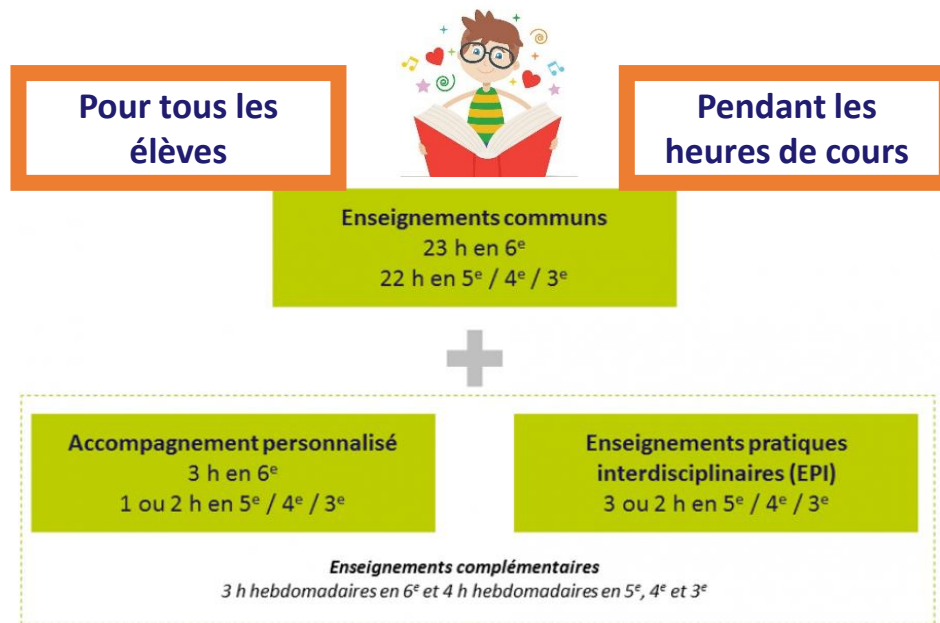 Pour tous les
élèves
Pendant les
heures de cours
Enseignements communs
23 h en 6e
22 h en 5e / 4e / 3e
+
Accompagnement personnalisé
3 h en 6e
1 ou 2 h en 5e / 4e / 3e
Enseignements pratiques
interdisciplinaires (EPI)
3 ou 2 h en 5e / 4e / 3e
Enseignements complémentaires
3 h hebdomadaires en 6e et 4 h hebdomadaires en 5e, 4e et 3e